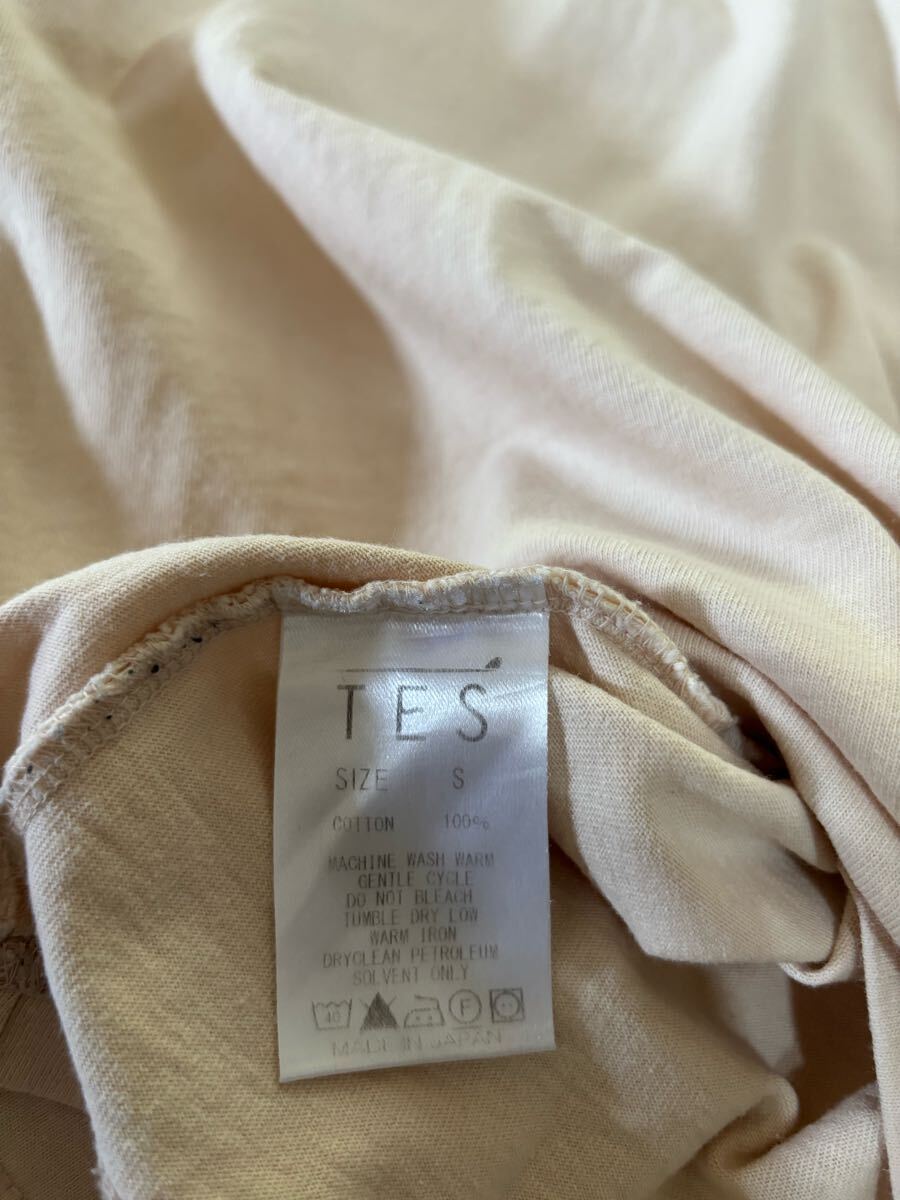 TES
SIZE S
COTTON 100%
MACHINE WASH WARM
GENTLE CYCLE
DO NOT BLEACH
TUMBLE DRY LOW
WARM IRON
DRYCLEAN PETROLEUM
SOLVENT ONLY
40 F
MADE IN JAPAN